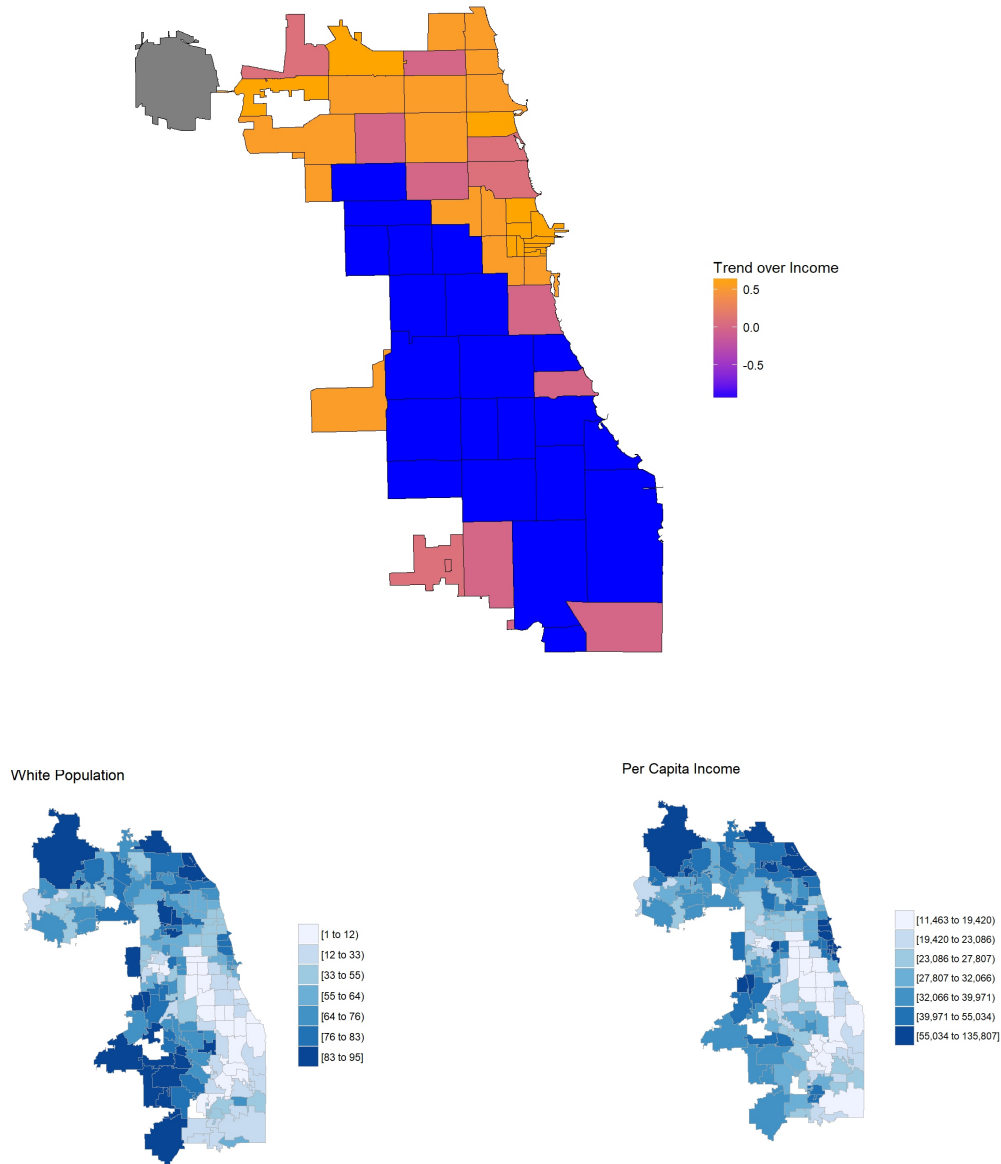 Trend over Income
0.5
0.0
-0.5
White Population
[1 to 12)
[12 to 33)
[33 to 55)
[55 to 64)
[64 to 76)
[76 to 83)
[83 to 95]
Per Capita Income
[11,463 to 19,420)
[19,420 to 23,086)
[23,086 to 27,807)
[27,807 to 32,066)
[32,066 to 39,971)
[39,971 to 55,034)
[55,034 to 135,807]